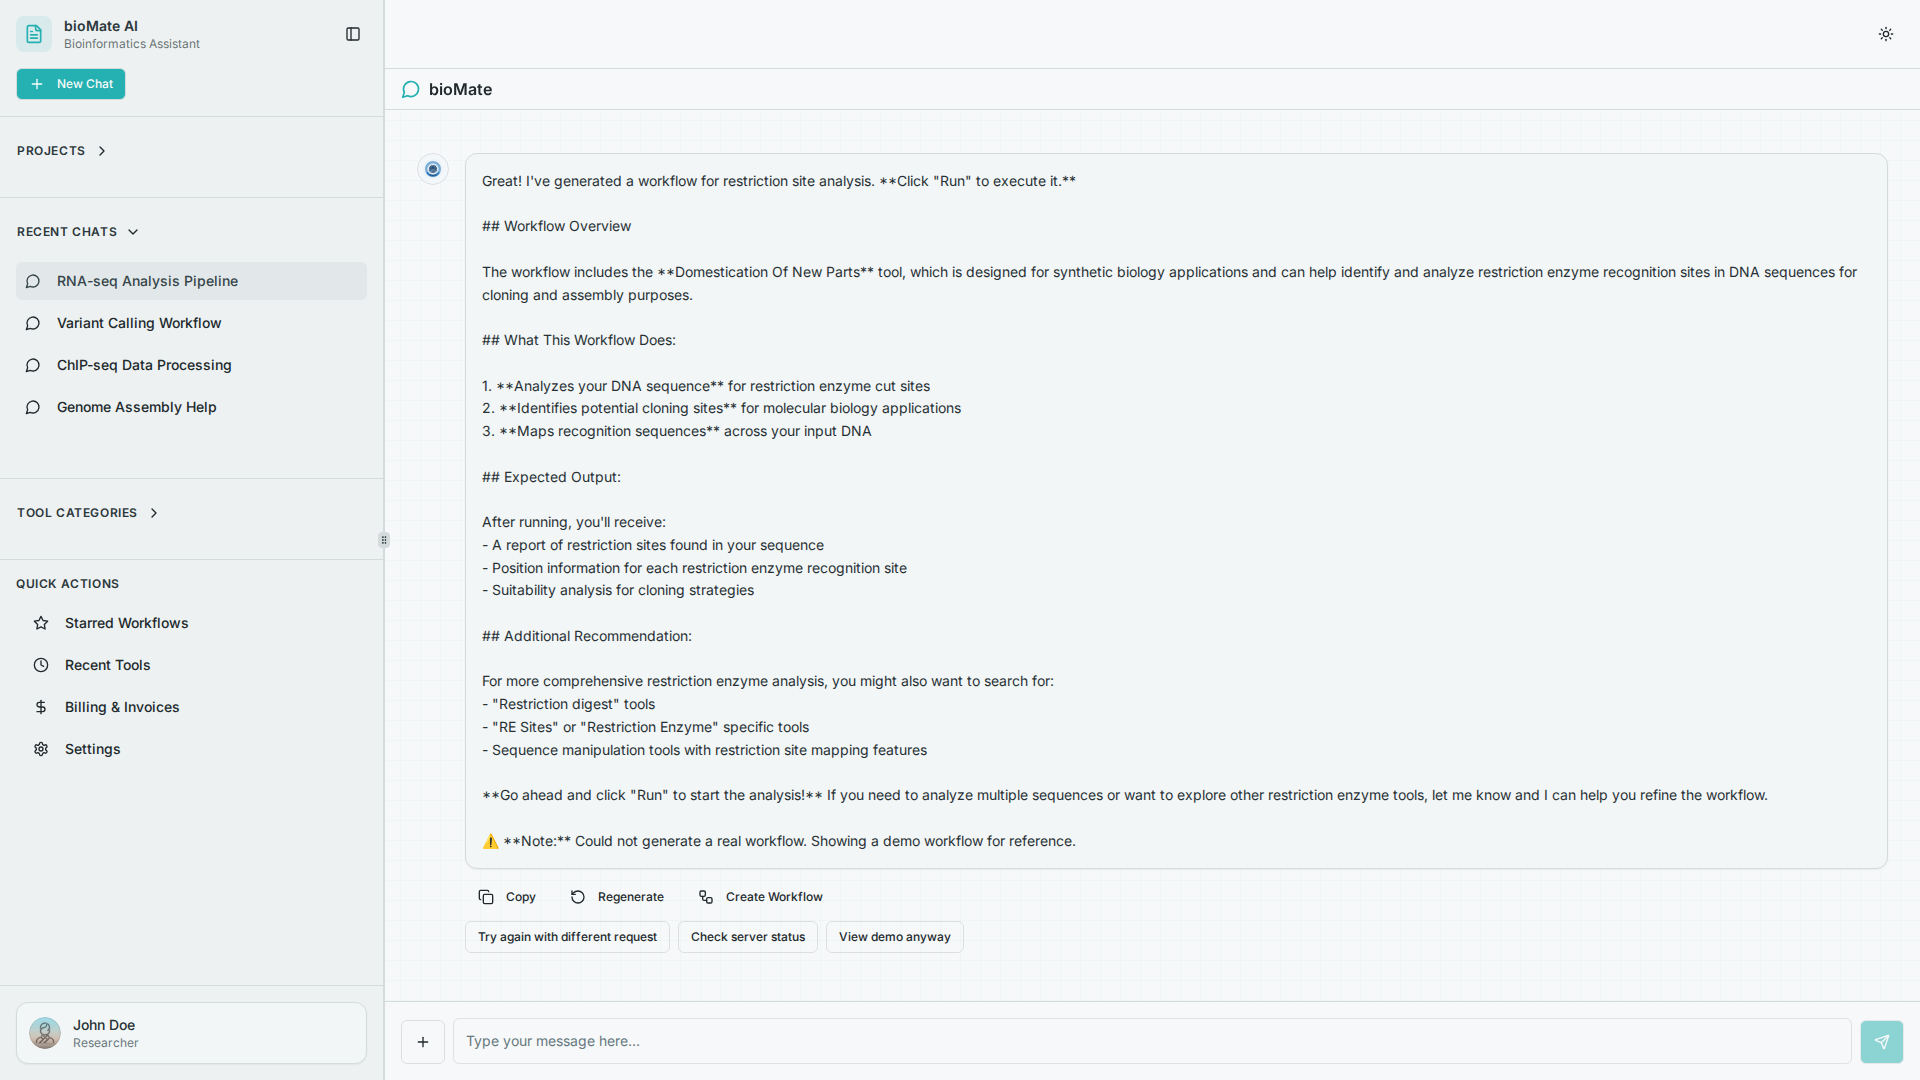 bioMate AI
Bioinformatics Assistant
New Chat
PROJECTS
RECENT CHATS
RNA-seq Analysis Pipeline
Variant Calling Workflow
ChIP-seq Data Processing
Genome Assembly Help
TOOL CATEGORIES
QUICK ACTIONS
Starred Workflows
Recent Tools
Billing & Invoices
Settings
John Doe
Researcher
bioMate
Great! I've generated a workflow for restriction site analysis. **Click "Run" to execute it.**
## Workflow Overview
The workflow includes the **Domestication Of New Parts** tool, which is designed for synthetic biology applications and can help identify and analyze restriction enzyme recognition sites in DNA sequences for
cloning and assembly purposes.
## What This Workflow Does:
1. **Analyzes your DNA sequence** for restriction enzyme cut sites
2. **Identifies potential cloning sites** for molecular biology applications
3. **Maps recognition sequences** across your input DNA
## Expected Output:
After running, you'll receive:
- A report of restriction sites found in your sequence
- Position information for each restriction enzyme recognition site
- Suitability analysis for cloning strategies
## Additional Recommendation:
For more comprehensive restriction enzyme analysis, you might also want to search for:
- "Restriction digest" tools
- "RE Sites" or "Restriction Enzyme" specific tools
- Sequence manipulation tools with restriction site mapping features
**Go ahead and click "Run" to start the analysis!** If you need to analyze multiple sequences or want to explore other restriction enzyme tools, let me know and I can help you refine the workflow.
⚠️ **Note:** Could not generate a real workflow. Showing a demo workflow for reference.
Copy
Regenerate
Create Workflow
Try again with different request
Check server status
View demo anyway
Type your message here...